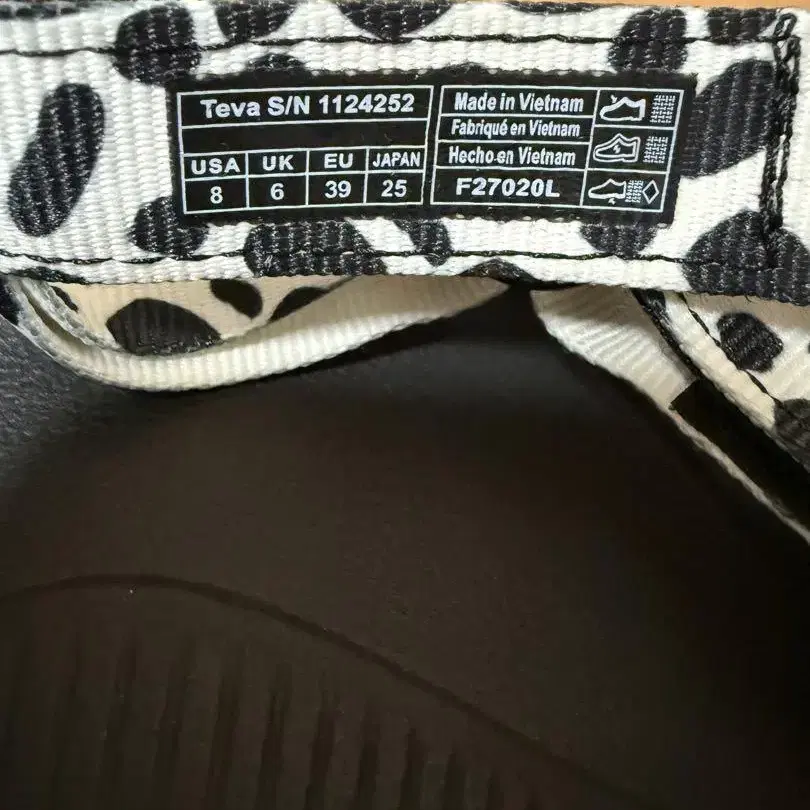 Teva S/N 1124252
USA UK EU JAPAN
8 6 39 25
Made in Vietnam
Fabriqué en Vietnam
Hecho en Vietnam
F27020L